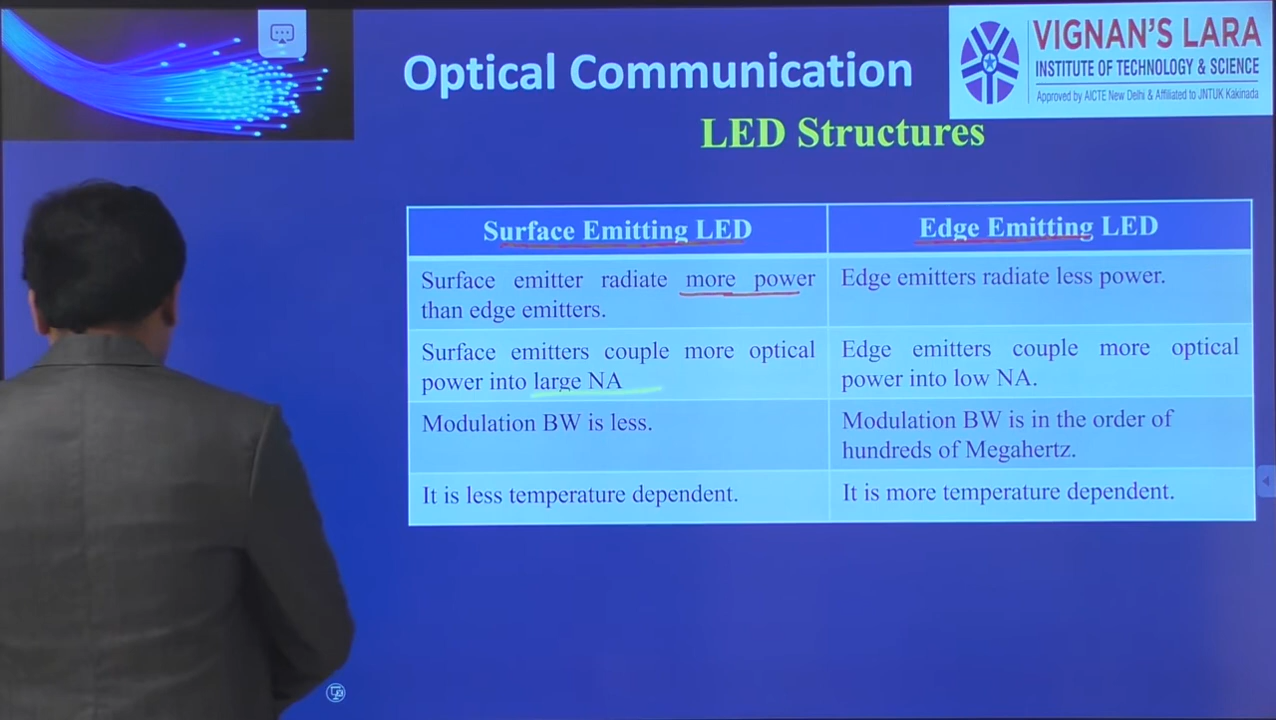 Optical Communication
VIGNAN'S LARA
INSTITUTE OF TECHNOLOGY & SCIENCE
Approved by AICTE New Delhi & Affiliated to JNTUK Kakinada
LED Structures
Surface Emitting LED
Edge Emitting LED
Surface emitter radiate more power
than edge emitters.
Edge emitters radiate less power.
Surface emitters couple more optical
power into large NA
Edge emitters couple more optical
power into low NA.
Modulation BW is less.
Modulation BW is in the order of
hundreds of Megahertz.
It is less temperature dependent.
It is more temperature dependent.